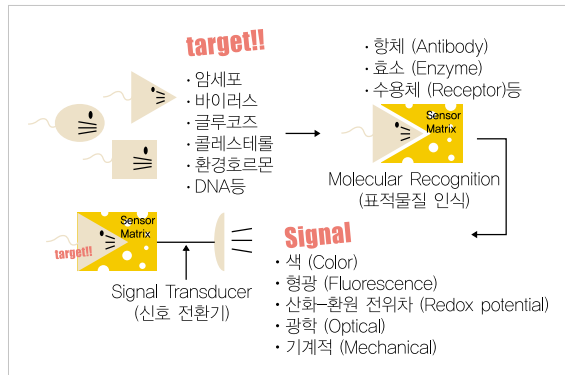 target!!
· 암세포
· 바이러스
· 글루코즈
· 콜레스테롤
· 환경호르몬
· DNA등
· 항체 (Antibody)
· 효소 (Enzyme)
· 수용체 (Receptor)등
Sensor
Matrix
Molecular Recognition
(표적물질 인식)
Sensor
Matrix
target!!
Signal Transducer
(신호 전환기)
Signal
· 색 (Color)
· 형광 (Fluorescence)
· 산화-환원 전위차 (Redox potential)
· 광학 (Optical)
· 기계적 (Mechanical)